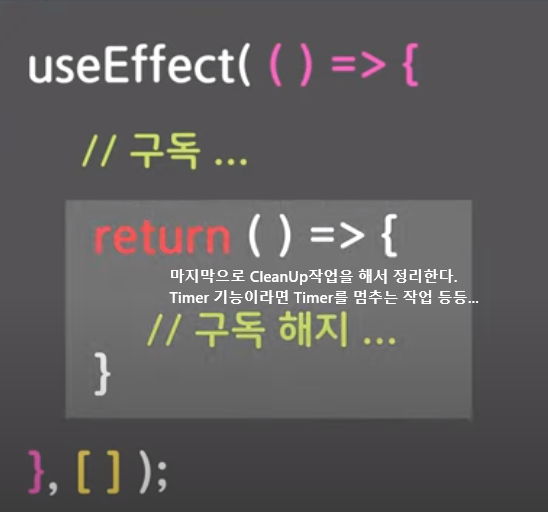 useEffect( ( ) => {
// 구독 ...
return ( ) => {
마지막으로 CleanUp작업을 해서 정리한다.
Timer 기능이라면 Timer를 멈추는 작업 등등...
// 구독 해지 ...
}
}, [ ] );